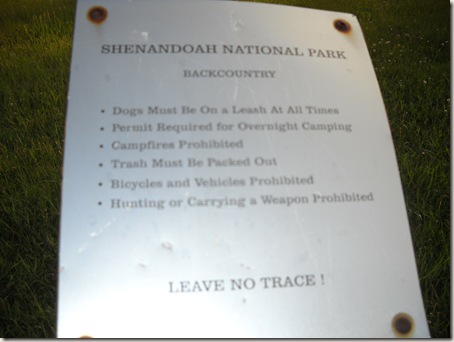 SHENANDOAH NATIONAL PARK
BACKCOUNTRY
• Dogs Must Be On a Leash At All Times
• Permit Required for Overnight Camping
• Campfires Prohibited
• Trash Must Be Packed Out
• Bicycles and Vehicles Prohibited
• Hunting or Carrying a Weapon Prohibited
LEAVE NO TRACE !